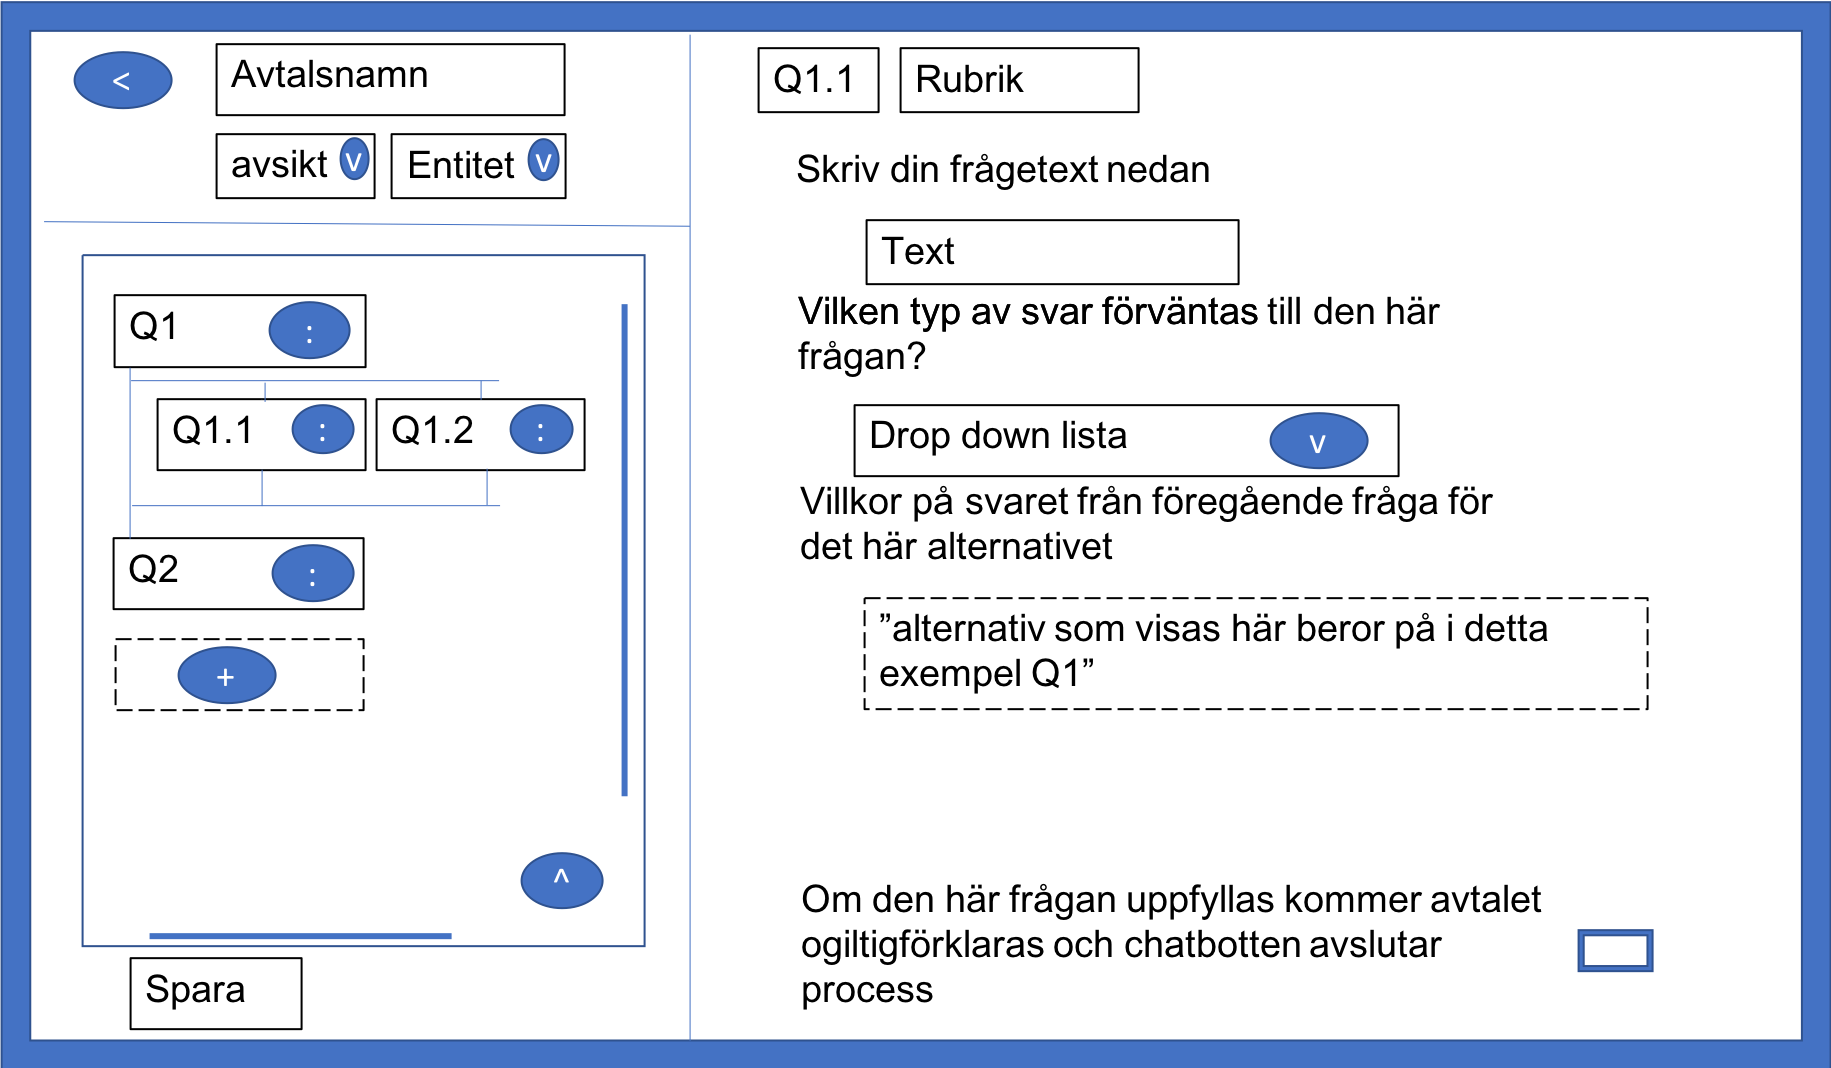 <
Avtalsnamn
avsikt v
Entitet v
Q1 :
Q1.1 :
Q1.2 :
Q2 :
+
^
Spara
Q1.1
Rubrik
Skriv din frågetext nedan
Text
Vilken typ av svar förväntas till den här
frågan?
Drop down lista v
Villkor på svaret från föregående fråga för
det här alternativet
”alternativ som visas här beror på i detta
exempel Q1”
Om den här frågan uppfyllas kommer avtalet
ogiltigförklaras och chatbotten avslutar
process